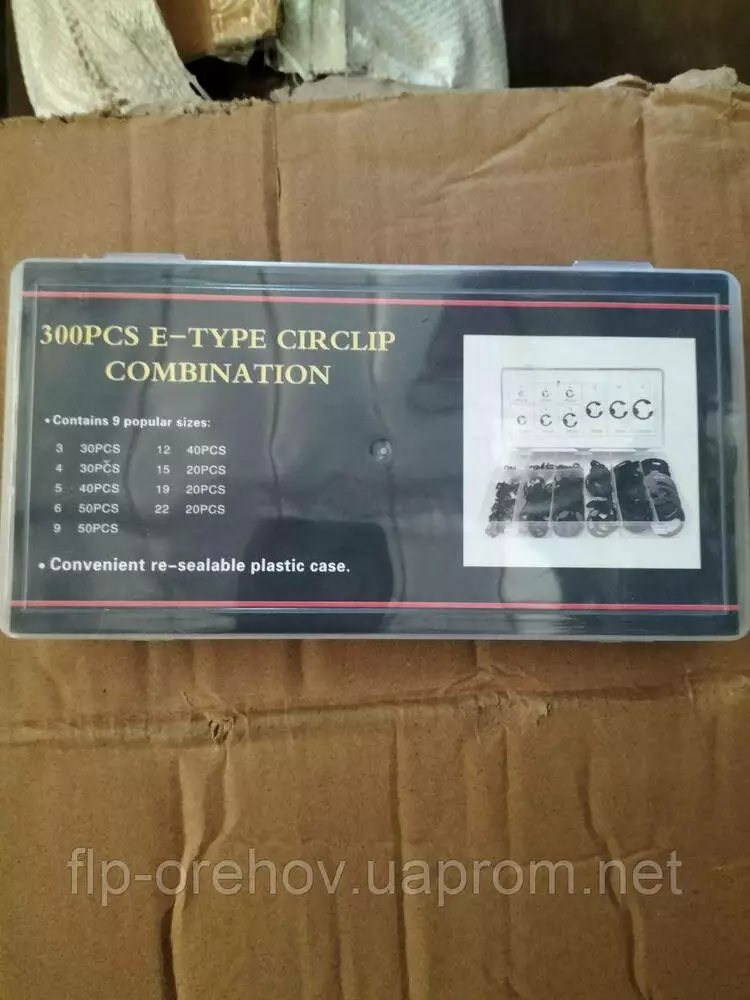 300PCS E-TYPE CIRCLIP
COMBINATION
• Contains 9 popular sizes:
3 30PCS 12 40PCS
4 30PCS 15 20PCS
5 40PCS 19 20PCS
6 50PCS 22 20PCS
9 50PCS
• Convenient re-sealable plastic case.
flp-orehov.uaprom.net